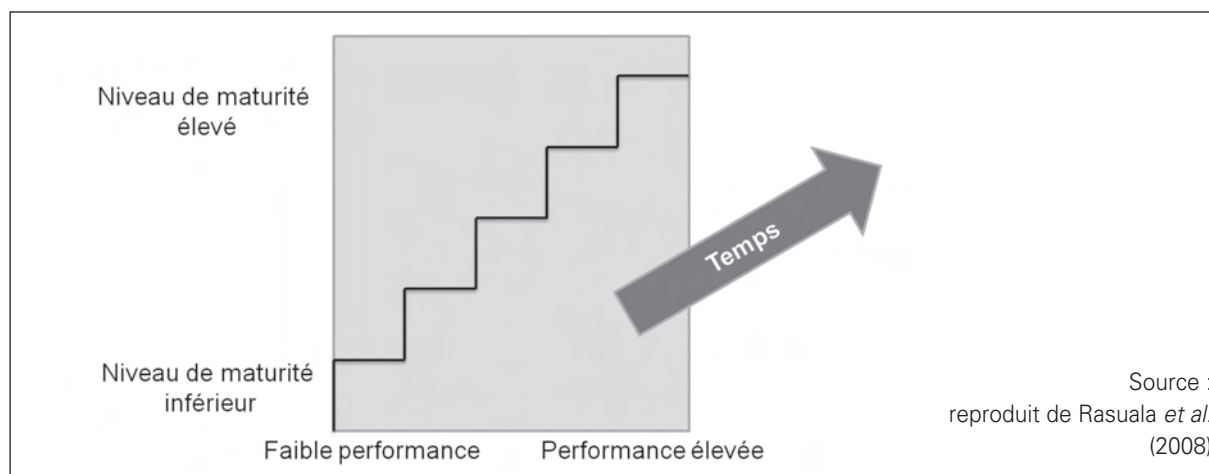 Niveau de maturité
élevé
Temps
Niveau de maturité
inférieur
Faible performance
Performance élevée
Source :
reproduit de Rasuala et al.
(2008)